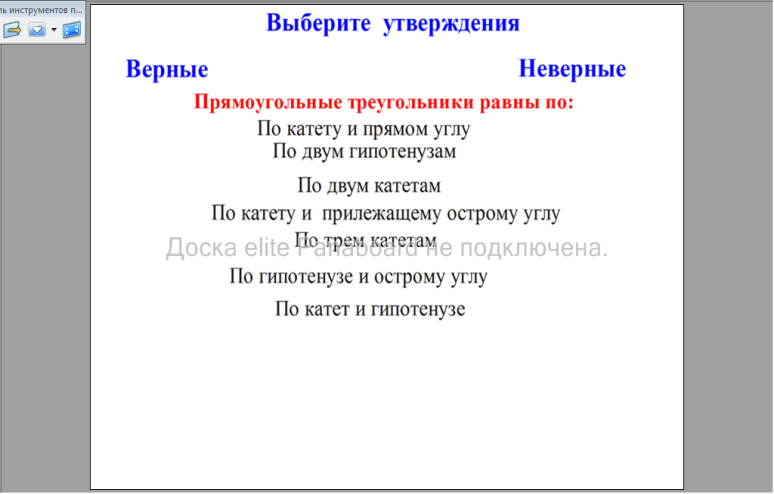 ль инструментов п...
Выберите утверждения
Верные
Неверные
Прямоугольные треугольники равны по:
По катету и прямом углу
По двум гипотенузам
По двум катетам
По катету и прилежащему острому углу
По трем катетам
Доска elite Panaboard не подключена.
По гипотенузе и острому углу
По катет и гипотенузе